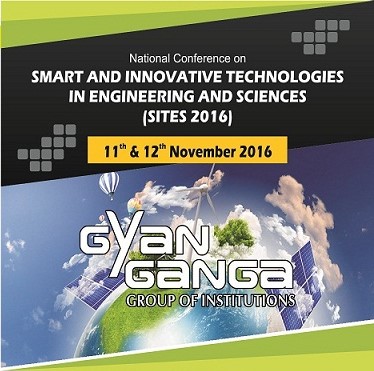 National Conference on
SMART AND INNOVATIVE TECHNOLOGIES
IN ENGINEERING AND SCIENCES
(SITES 2016)
11th & 12th November 2016
GYAN
GANGA
GROUP OF INSTITUTIONS